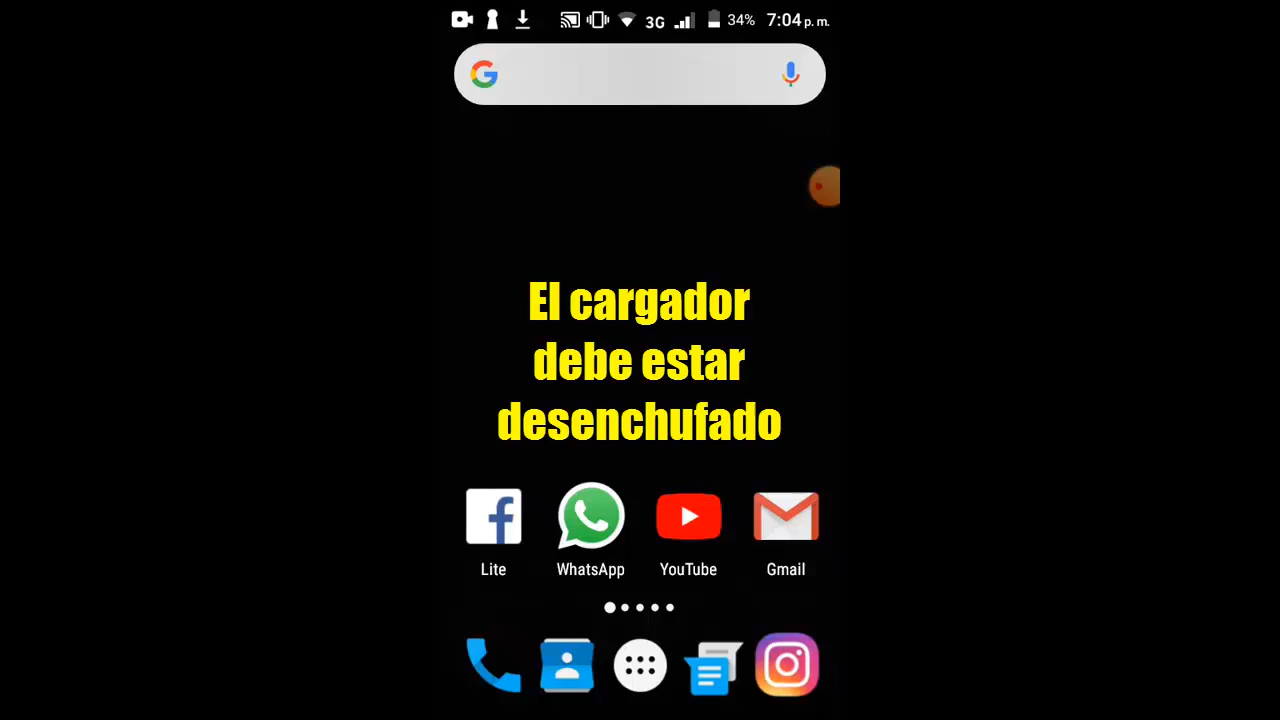 3G 34% 7:04 p. m.
El cargador
debe estar
desenchufado
Lite WhatsApp YouTube Gmail